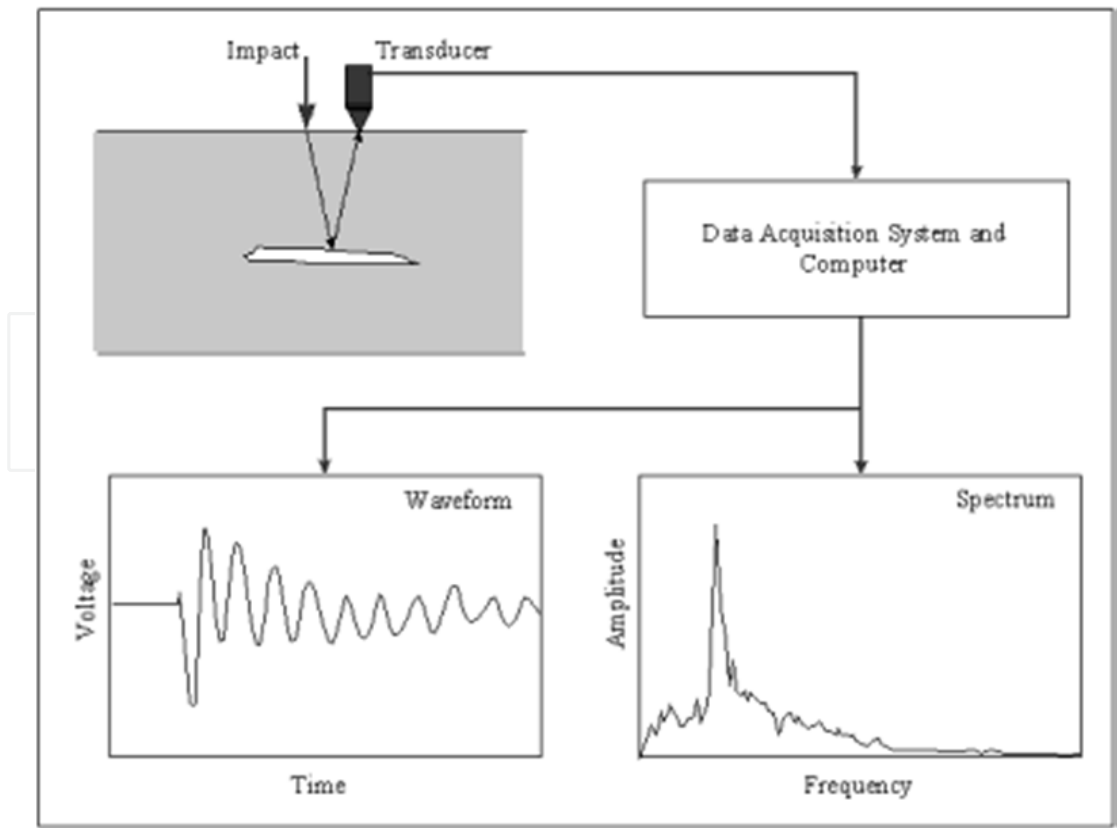 Impact
Transducer
Data Acquisition System and
Computer
Waveform
Voltage
Time
Spectrum
Amplitude
Frequency